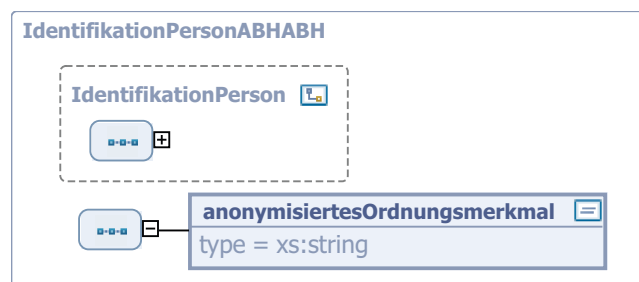 IdentifikationPersonABHABH
IdentifikationPerson
anonymisiertesOrdnungsmerkmal
type = xs:string